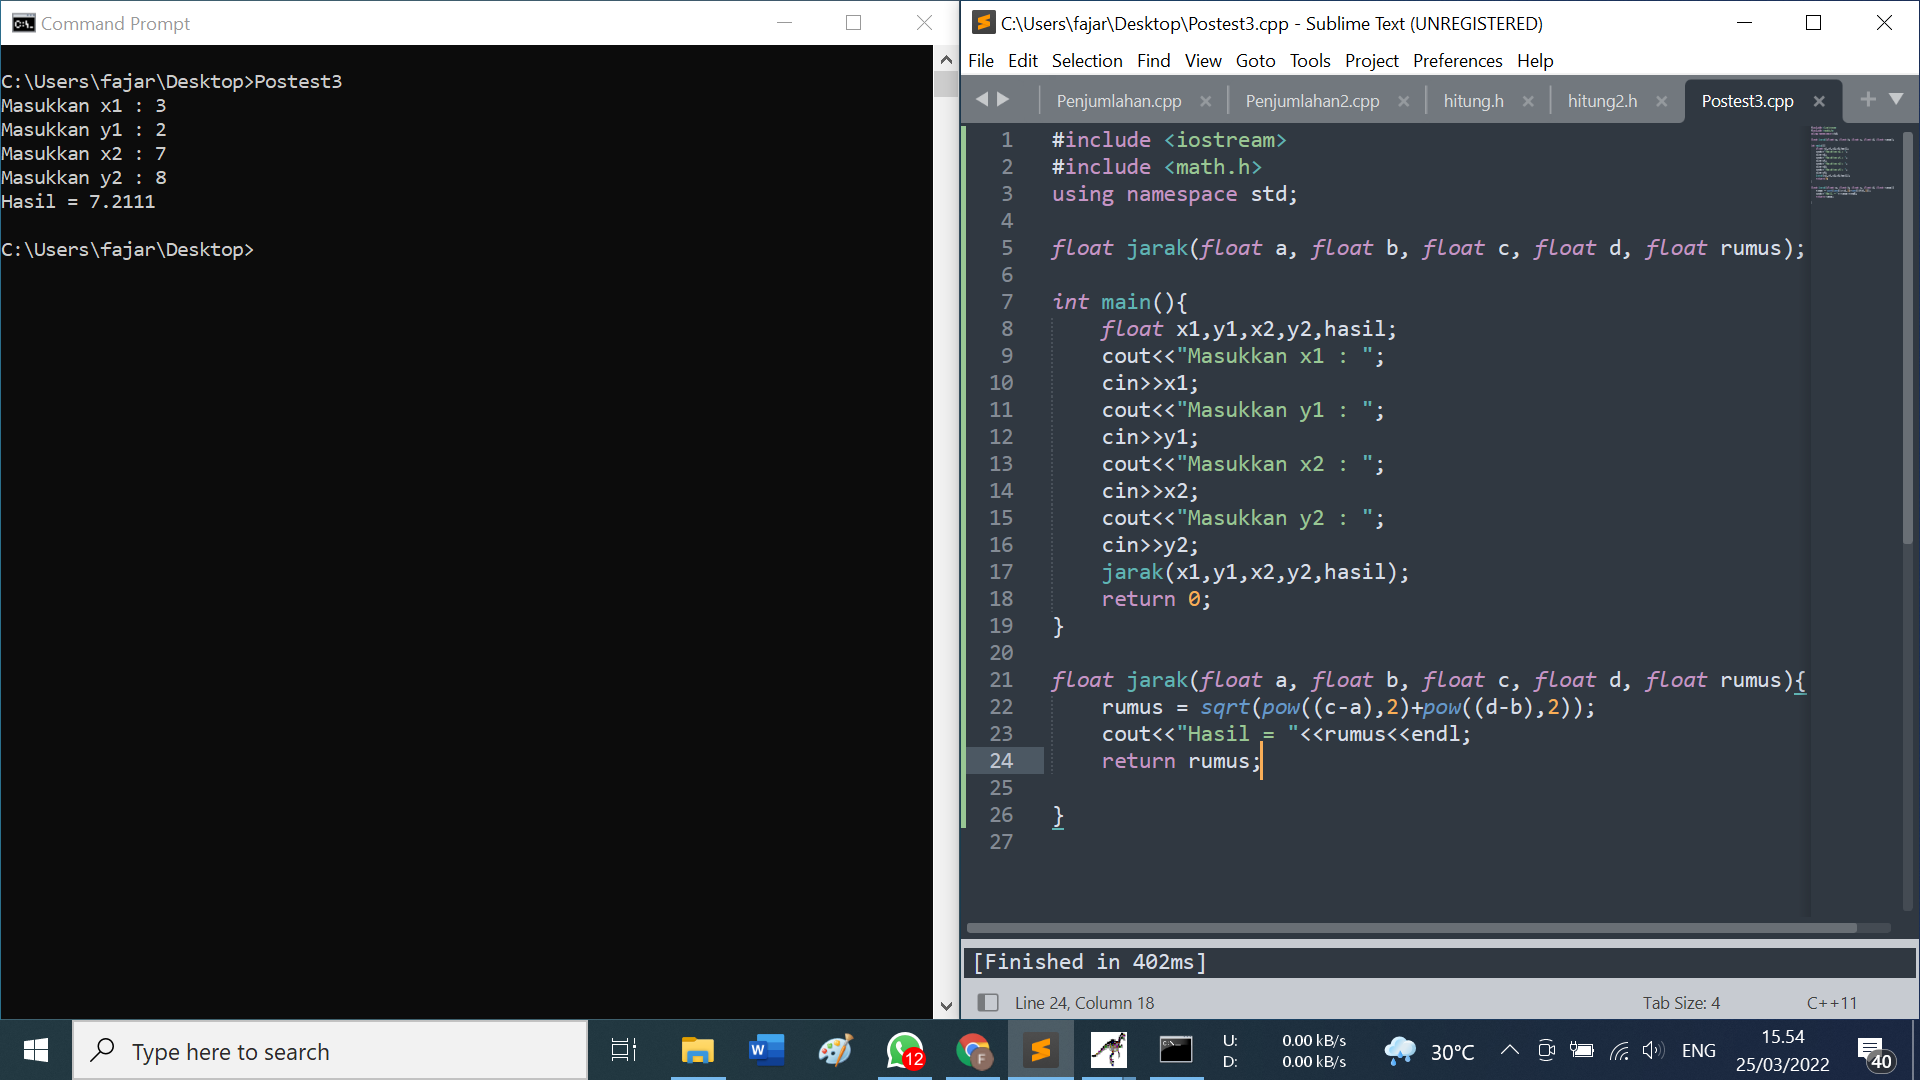 Command Prompt
C:\Users\fajar\Desktop>Postest3
Masukkan x1 : 3
Masukkan y1 : 2
Masukkan x2 : 7
Masukkan y2 : 8
Hasil = 7.2111
C:\Users\fajar\Desktop>
C:\Users\fajar\Desktop\Postest3.cpp - Sublime Text (UNREGISTERED)
File Edit Selection Find View Goto Tools Project Preferences Help
Penjumlahan.cpp Penjumlahan2.cpp hitung.h hitung2.h Postest3.cpp
1 #include <iostream>
2 #include <math.h>
3 using namespace std;
4
5 float jarak(float a, float b, float c, float d, float rumus);
6
7 int main(){
8 float x1,y1,x2,y2,hasil;
9 cout<<"Masukkan x1 : ";
10 cin>>x1;
11 cout<<"Masukkan y1 : ";
12 cin>>y1;
13 cout<<"Masukkan x2 : ";
14 cin>>x2;
15 cout<<"Masukkan y2 : ";
16 cin>>y2;
17 jarak(x1,y1,x2,y2,hasil);
18 return 0;
19 }
20
21 float jarak(float a, float b, float c, float d, float rumus){
22 rumus = sqrt(pow((c-a),2)+pow((d-b),2));
23 cout<<"Hasil = "<<rumus<<endl;
24 return rumus;
25
26 }
27
[Finished in 402ms]
Line 24, Column 18 Tab Size: 4 C++11
Type here to search
12
F
U: 0.00 kB/s
D: 0.00 kB/s
30°C
ENG
15.54
25/03/2022
40